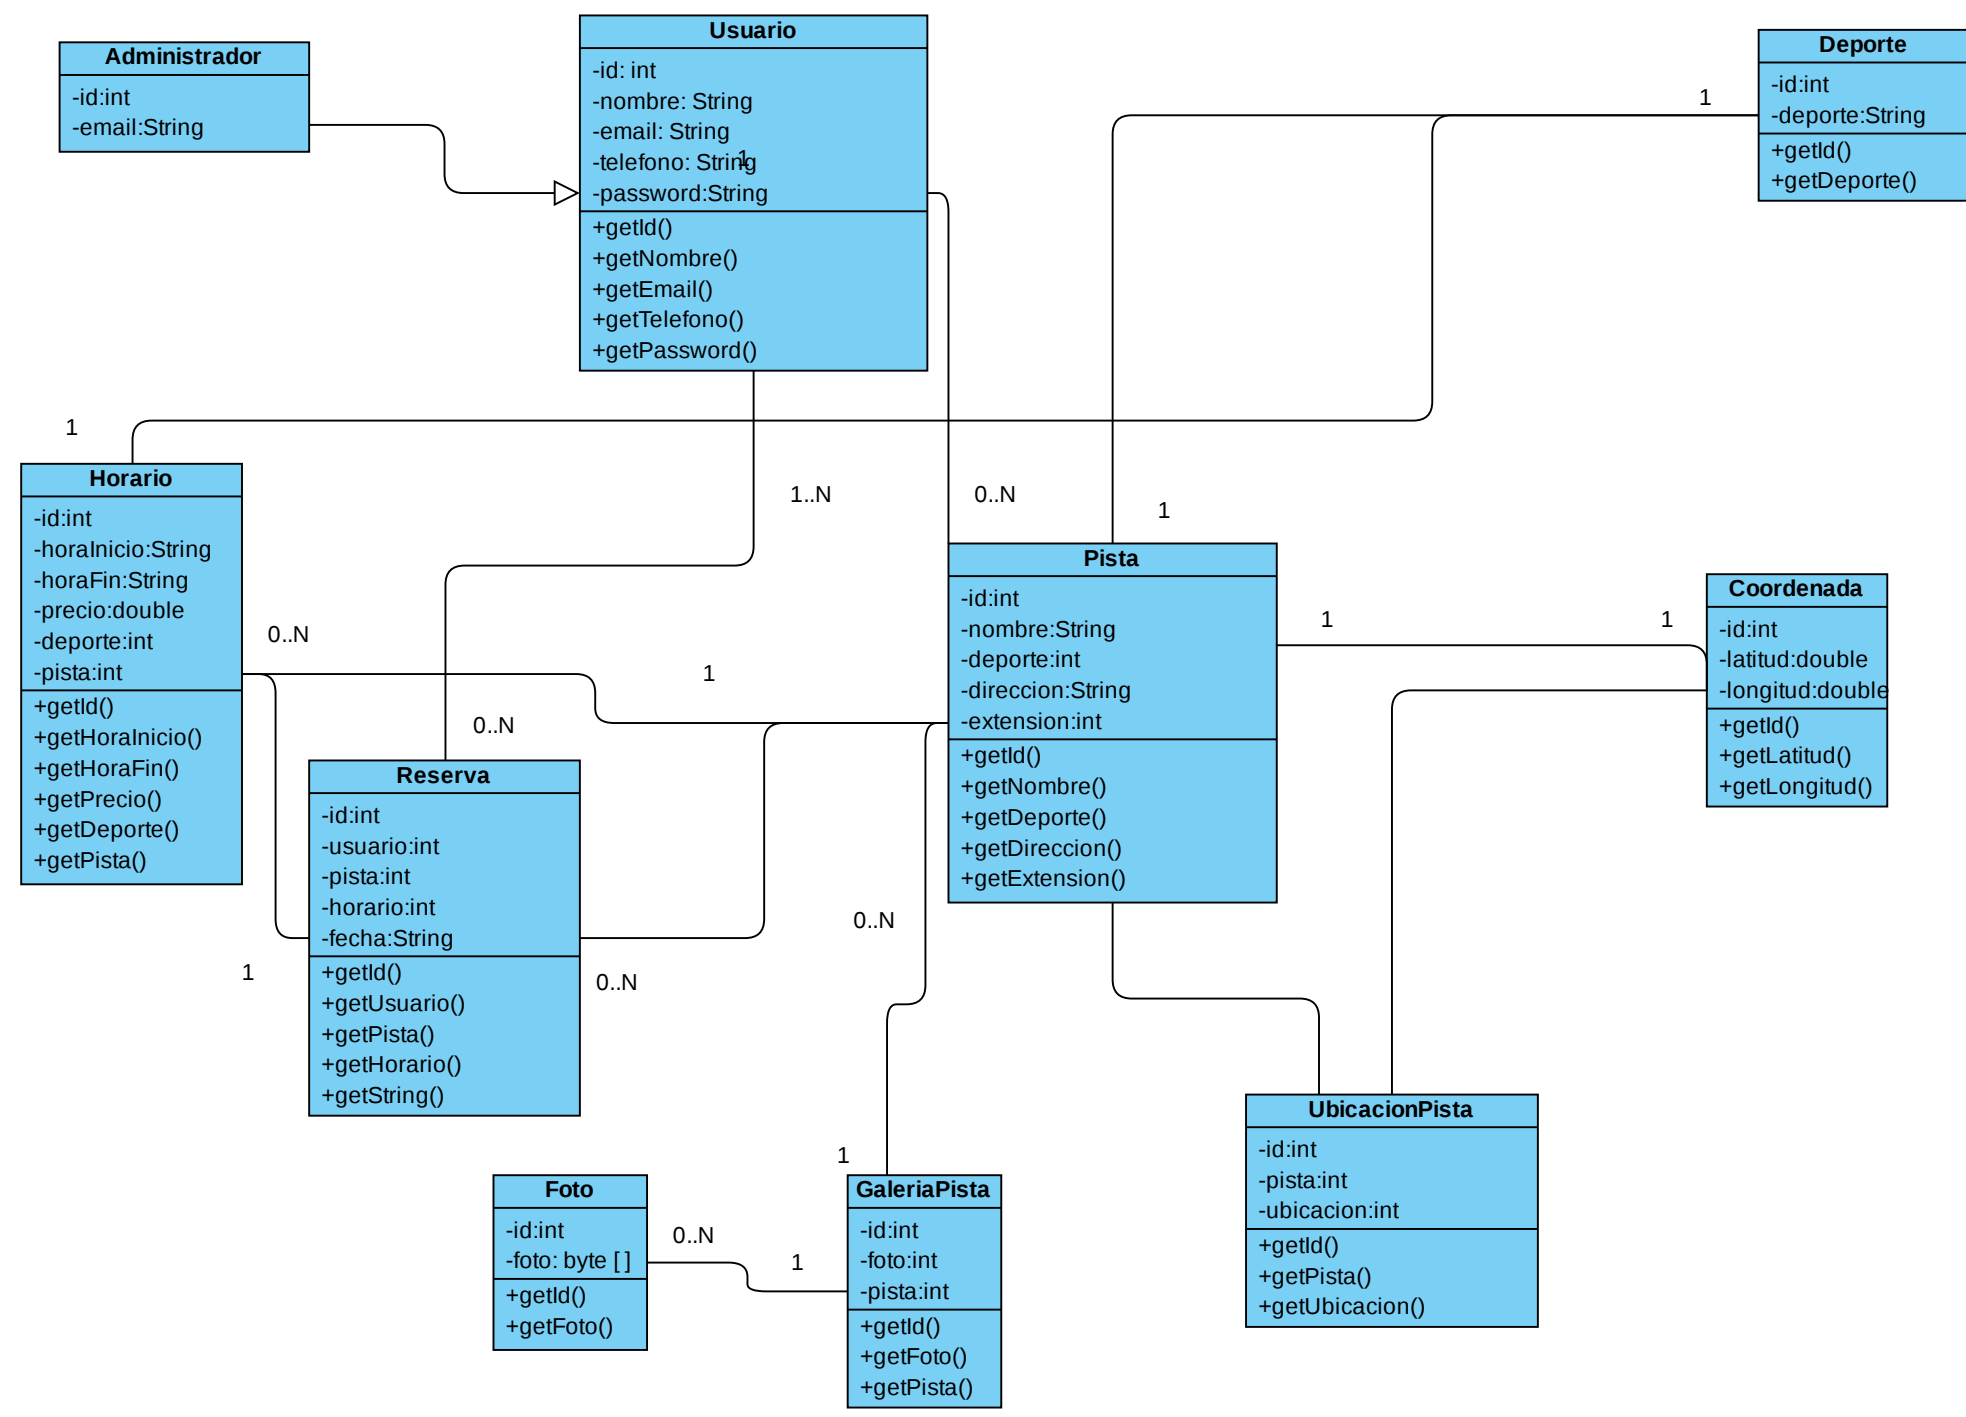 Administrador
-id:int
-email:String
Usuario
-id: int
-nombre: String
-email: String
-telefono: String
1
-password:String
+getId()
+getNombre()
+getEmail()
+getTelefono()
+getPassword()
Deporte
-id:int
-deporte:String
+getId()
+getDeporte()
1
1
Horario
-id:int
-horaInicio:String
-horaFin:String
-precio:double
-deporte:int
-pista:int
+getId()
+getHoraInicio()
+getHoraFin()
+getPrecio()
+getDeporte()
+getPista()
1..N
0..N
1
Pista
-id:int
-nombre:String
-deporte:int
-direccion:String
-extension:int
+getId()
+getNombre()
+getDeporte()
+getDireccion()
+getExtension()
1
1
Coordenada
-id:int
-latitud:double
-longitud:double
+getId()
+getLatitud()
+getLongitud()
0..N
1
0..N
Reserva
-id:int
-usuario:int
-pista:int
-horario:int
-fecha:String
+getId()
+getUsuario()
+getPista()
+getHorario()
+getString()
1
0..N
0..N
1
Foto
-id:int
-foto: byte [ ]
+getId()
+getFoto()
0..N
1
GaleriaPista
-id:int
-foto:int
-pista:int
+getId()
+getFoto()
+getPista()
UbicacionPista
-id:int
-pista:int
-ubicacion:int
+getId()
+getPista()
+getUbicacion()